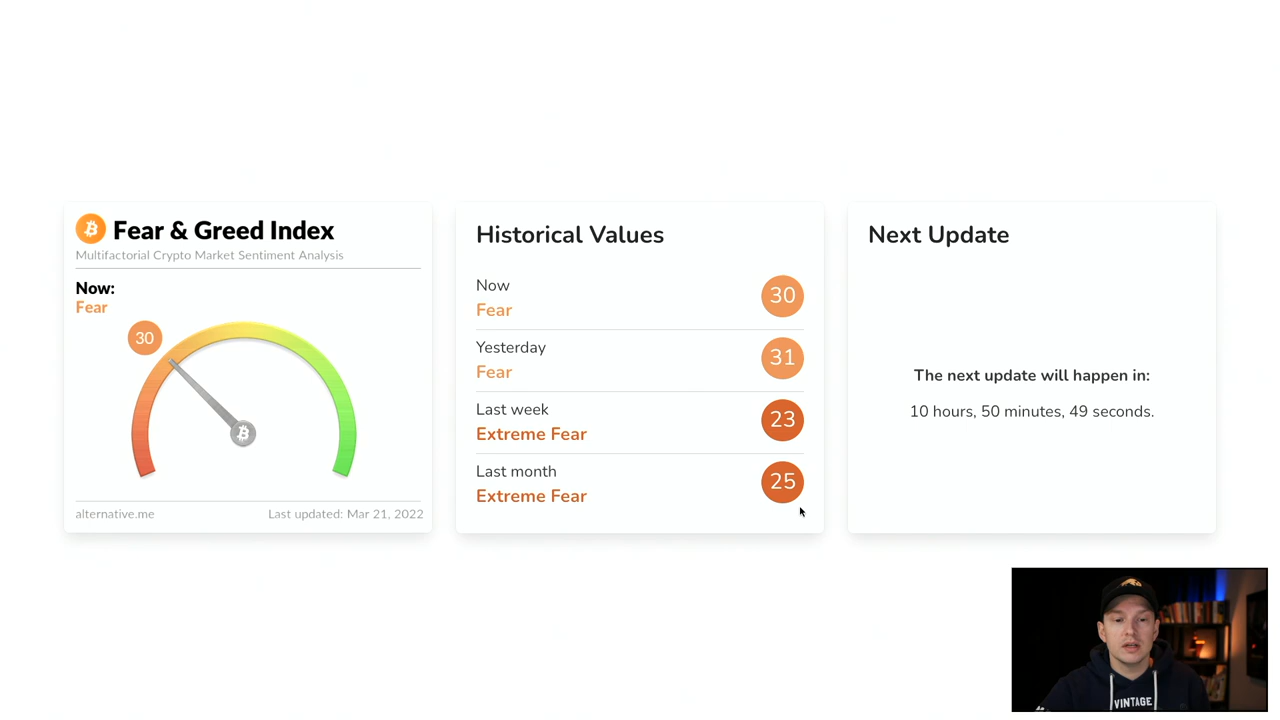 Fear & Greed Index
Multifactorial Crypto Market Sentiment Analysis
Now:
Fear
30
alternative.me
Last updated: Mar 21, 2022
Historical Values
Now
Fear
30
Yesterday
Fear
31
Last week
Extreme Fear
23
Last month
Extreme Fear
25
Next Update
The next update will happen in:
10 hours, 50 minutes, 49 seconds.
VINTAGE